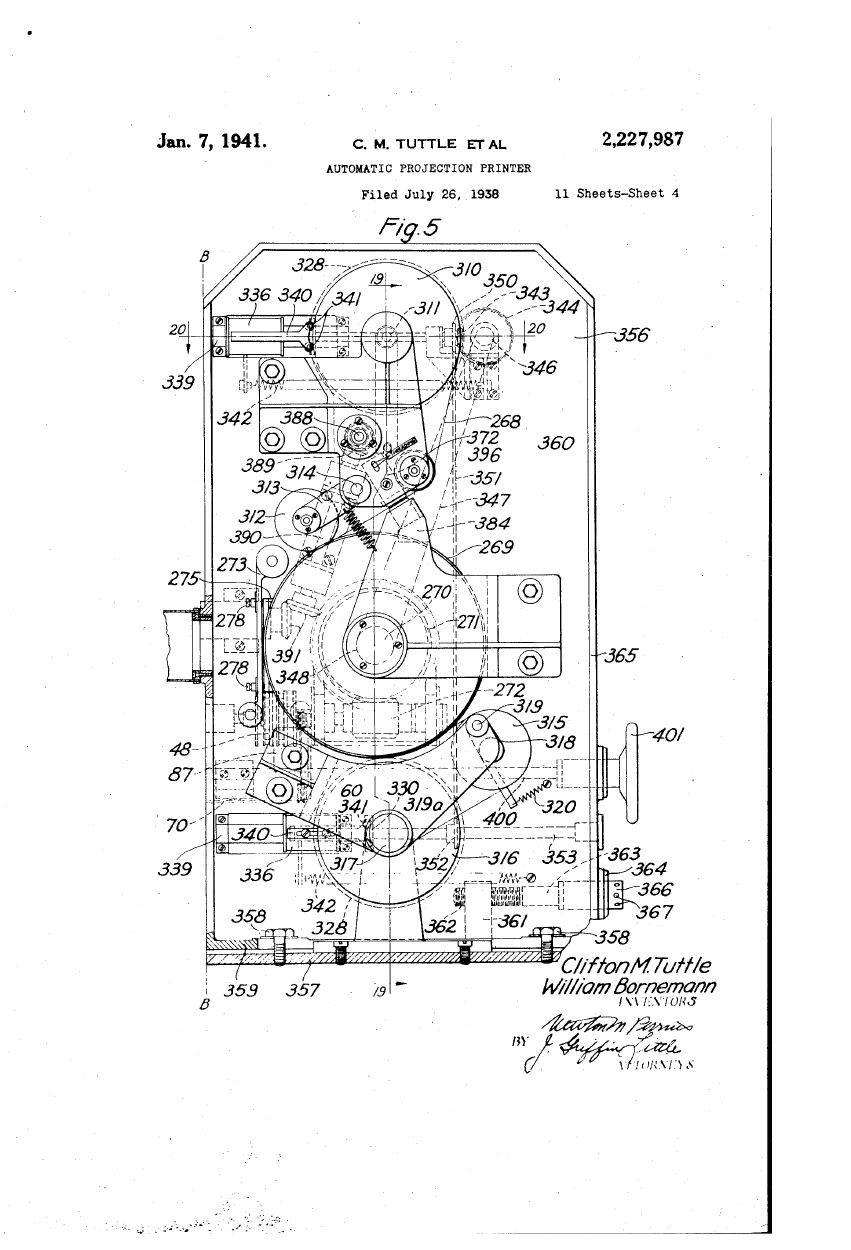 Jan. 7, 1941. C. M. TUTTLE ET AL 2,227,987
AUTOMATIC PROJECTION PRINTER
Filed July 26, 1938 11 Sheets-Sheet 4
Fig.5
B
328 19 310 350 343 344
336 340 341 311
20 20 356
339 346
342 388 268
372 360
389 314 396
313 351
312 347
390 384
273 269
275
278 270
271
391 365
278 348
272
319
315
48 318 401
87
60 330
341 319a 320
70 400
340
339 317 352 316 353 363
336 364
366
342 367
358 328 362 361
358
359 357 19
B
Clifton M. Tuttle
William Bornemann
INVENTORS
Newton M. Perrins
BY J. Griffin Little
ATTORNEYS